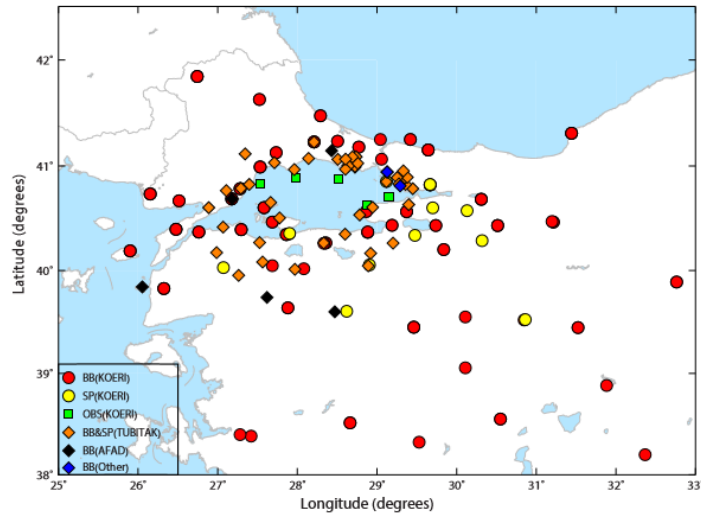 42°
41°
40°
39°
38°
Latitude (degrees)
BB(KOERI)
SP(KOERI)
OBS(KOERI)
BB&SP(TUBITAK)
BB(AFAD)
BB(Other)
25° 26° 27° 28° 29° 30° 31° 32° 33°
Longitude (degrees)